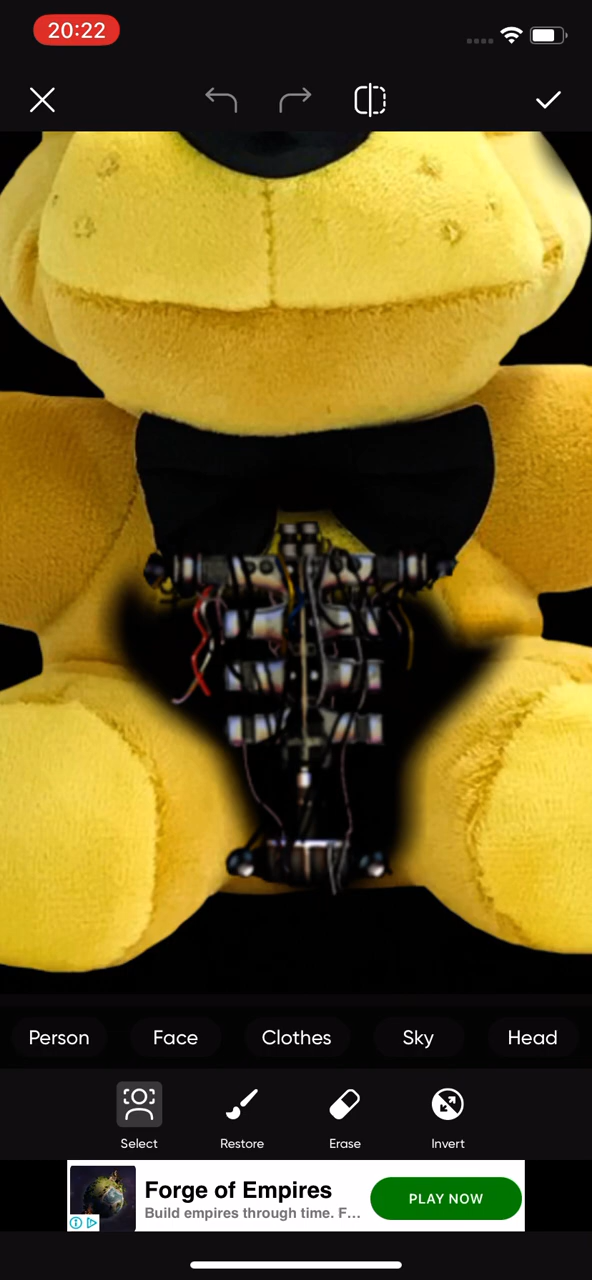 20:22
Person
Face
Clothes
Sky
Head
Select
Restore
Erase
Invert
Forge of Empires
Build empires through time. F...
PLAY NOW